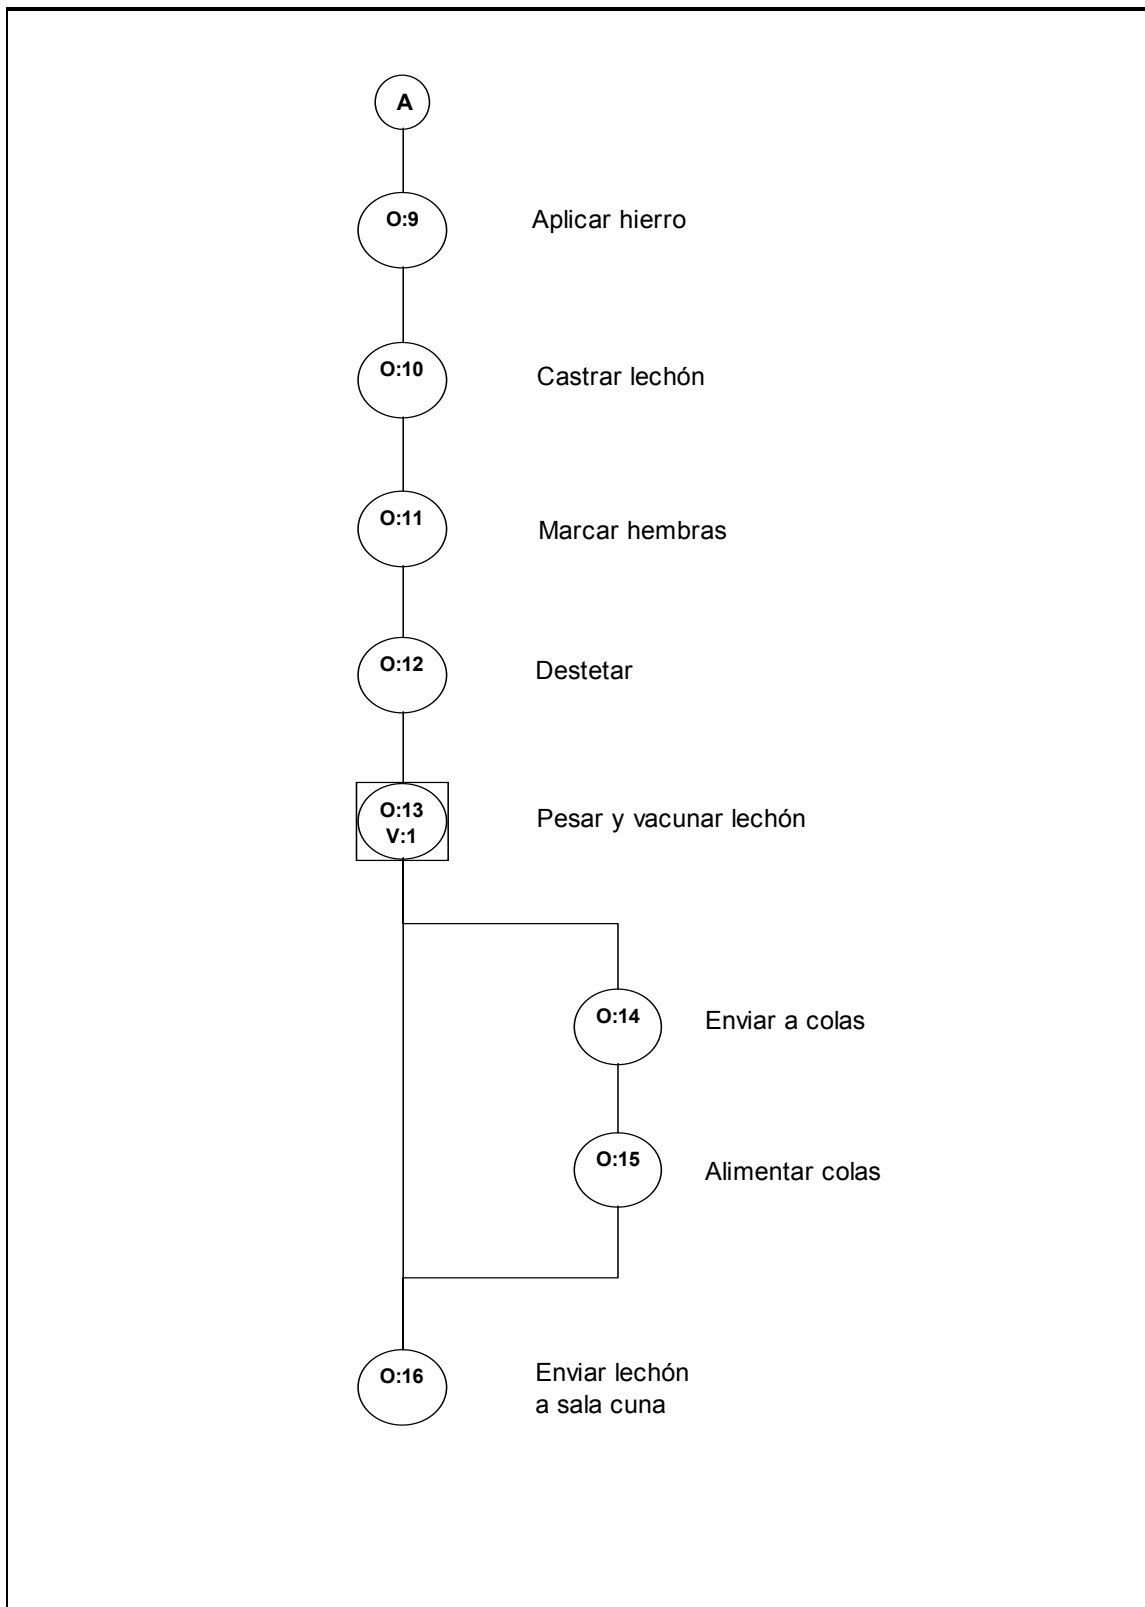 A
O:9
Aplicar hierro
O:10
Castrar lechón
O:11
Marcar hembras
O:12
Destetar
O:13
V:1
Pesar y vacunar lechón
O:14
Enviar a colas
O:15
Alimentar colas
O:16
Enviar lechón
a sala cuna